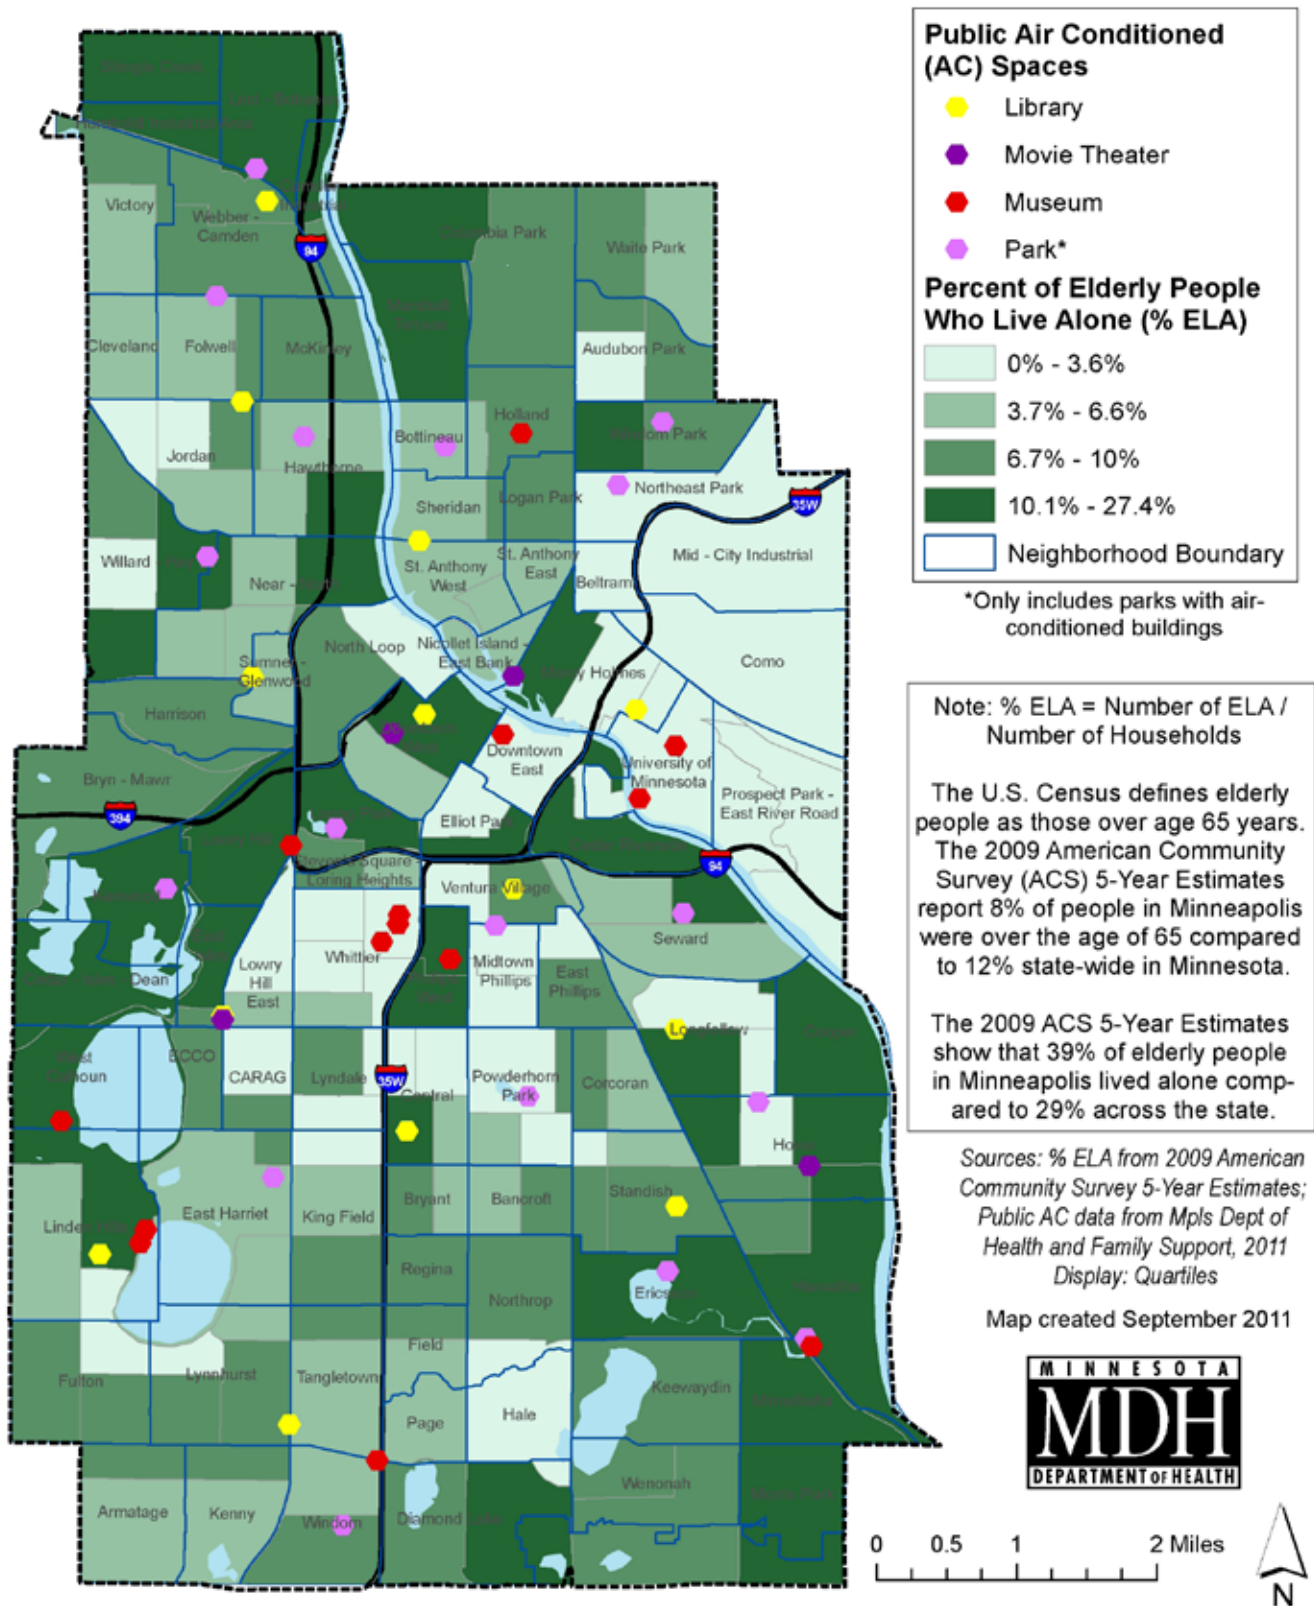 Public Air Conditioned
(AC) Spaces
Library
Movie Theater
Museum
Park*
Percent of Elderly People
Who Live Alone (% ELA)
0% - 3.6%
3.7% - 6.6%
6.7% - 10%
10.1% - 27.4%
Neighborhood Boundary
*Only includes parks with air-
conditioned buildings
Note: % ELA = Number of ELA /
Number of Households
The U.S. Census defines elderly
people as those over age 65 years.
The 2009 American Community
Survey (ACS) 5-Year Estimates
report 8% of people in Minneapolis
were over the age of 65 compared
to 12% state-wide in Minnesota.
The 2009 ACS 5-Year Estimates
show that 39% of elderly people
in Minneapolis lived alone comp-
ared to 29% across the state.
Sources: % ELA from 2009 American
Community Survey 5-Year Estimates;
Public AC data from Mpls Dept of
Health and Family Support, 2011
Display: Quartiles
Map created September 2011
MINNESOTA
MDH
DEPARTMENT OF HEALTH
0 0.5 1 2 Miles
N
Victory
Webber -
Camden
94
Park
Waite Park
Cleveland
Folwell
McKinley
Audubon Park
Jordan
Hawthorne
Bottineau
Holland
Park
Sheridan
Logan Park
Northeast Park
35W
Willard -
Near -
St. Anthony
West
St. Anthony
East
Beltram
Mid - City Industrial
North Loop
Nicollet Island -
East Bank
Holmes
Como
Sumner -
Glenwood
Harrison
Bryn - Mawr
394
Downtown
East
University of
Minnesota
Prospect Park -
East River Road
Elliot Park
Stevens Square -
Loring Heights
Ventura Village
94
Seward
Whittier
Lowry
Hill
East
Midtown
Phillips
East
Phillips
Dean
Longfellow
ECCO
CARAG
Lyndale
35W
Central
Powderhorn
Park
Corcoran
East Harriet
King Field
Bryant
Bancroft
Standish
Regina
Northrop
Field
Fulton
Lynnhurst
Tangletown
Page
Hale
Keewaydin
Armatage
Kenny
Windom
Diamond
Wenonah